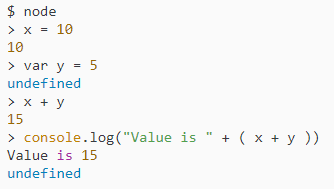 $ node
> x = 10
10
> var y = 5
undefined
> x + y
15
> console.log("Value is " + ( x + y ))
Value is 15
undefined